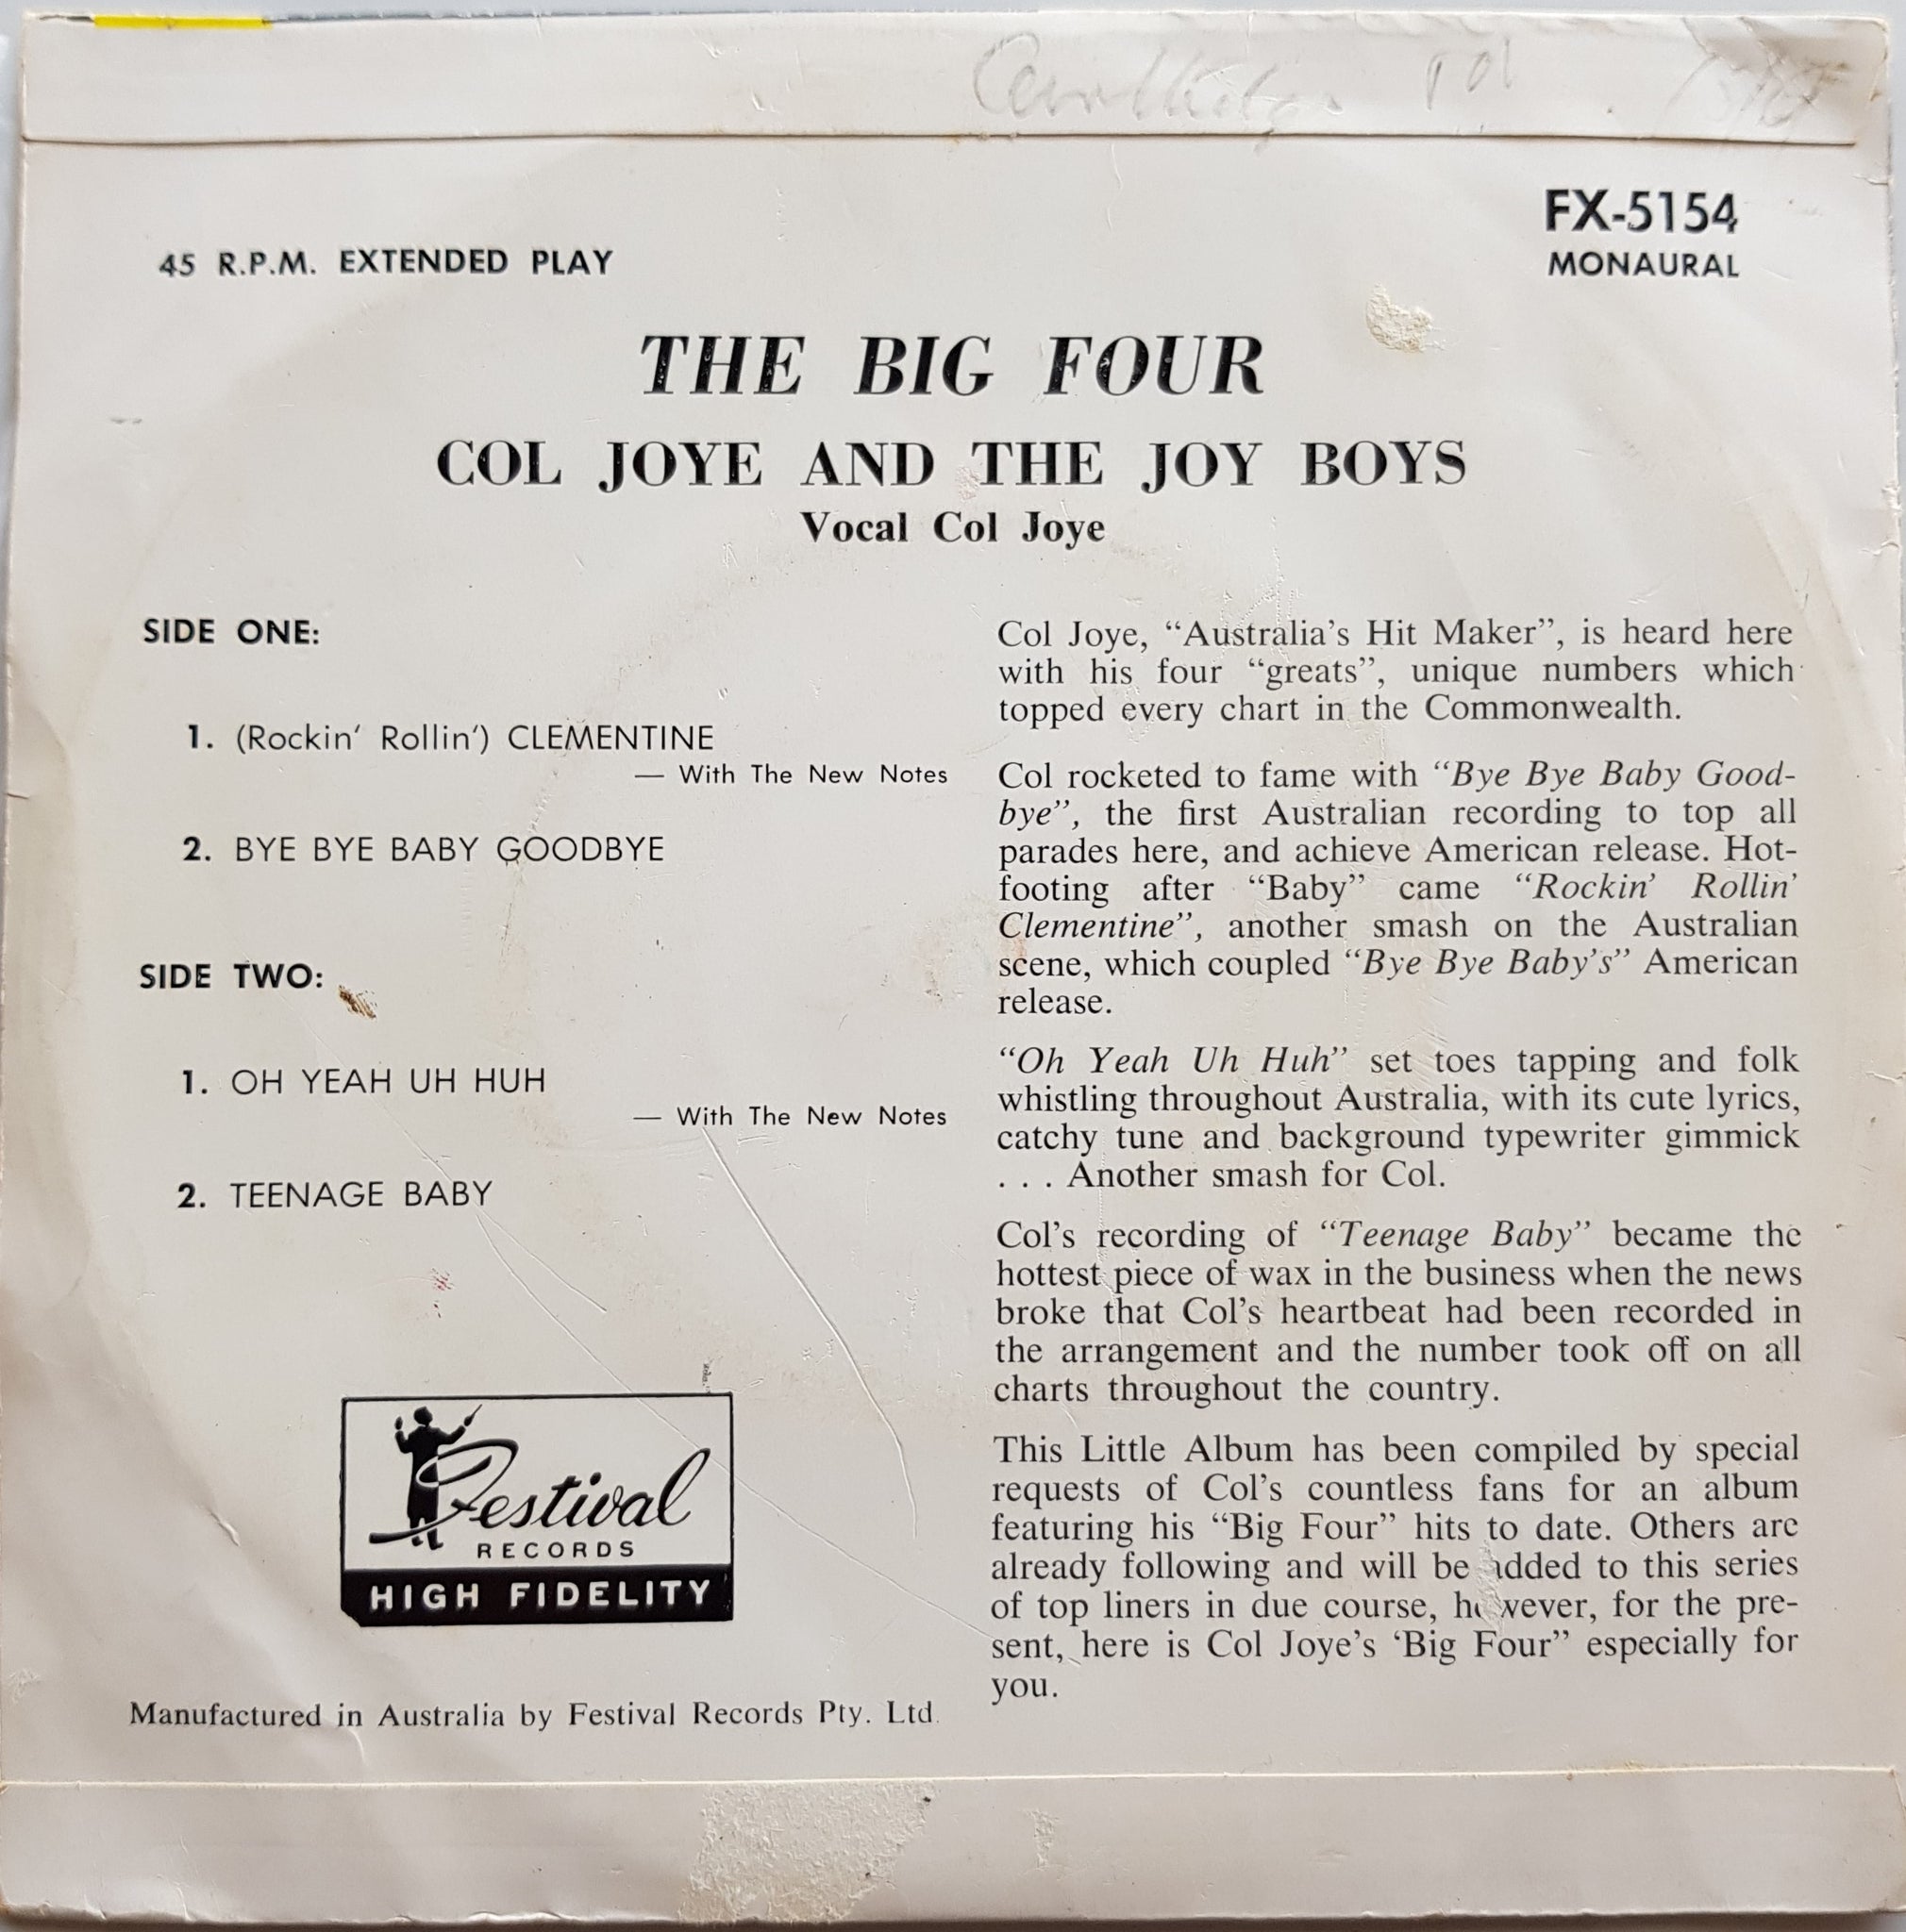 FX-5154
45 R.P.M. EXTENDED PLAY
MONAURAL
THE BIG FOUR
COL JOYE AND THE JOY BOYS
Vocal Col Joye
SIDE ONE:
1. (Rockin' Rollin') CLEMENTINE
— With The New Notes
2. BYE BYE BABY GOODBYE
SIDE TWO:
1. OH YEAH UH HUH
— With The New Notes
2. TEENAGE BABY
Festival
RECORDS
HIGH FIDELITY
Manufactured in Australia by Festival Records Pty. Ltd.
Col Joye, “Australia’s Hit Maker”, is heard here
with his four “greats”, unique numbers which
topped every chart in the Commonwealth.
Col rocketed to fame with “Bye Bye Baby Good-
bye”, the first Australian recording to top all
parades here, and achieve American release. Hot-
footing after “Baby” came “Rockin’ Rollin’
Clementine”, another smash on the Australian
scene, which coupled “Bye Bye Baby’s” American
release.
“Oh Yeah Uh Huh” set toes tapping and folk
whistling throughout Australia, with its cute lyrics,
catchy tune and background typewriter gimmick
. . . Another smash for Col.
Col’s recording of “Teenage Baby” became the
hottest piece of wax in the business when the news
broke that Col’s heartbeat had been recorded in
the arrangement and the number took off on all
charts throughout the country.
This Little Album has been compiled by special
requests of Col’s countless fans for an album
featuring his “Big Four” hits to date. Others are
already following and will be added to this series
of top liners in due course, however, for the pre-
sent, here is Col Joye’s ‘Big Four” especially for
you.